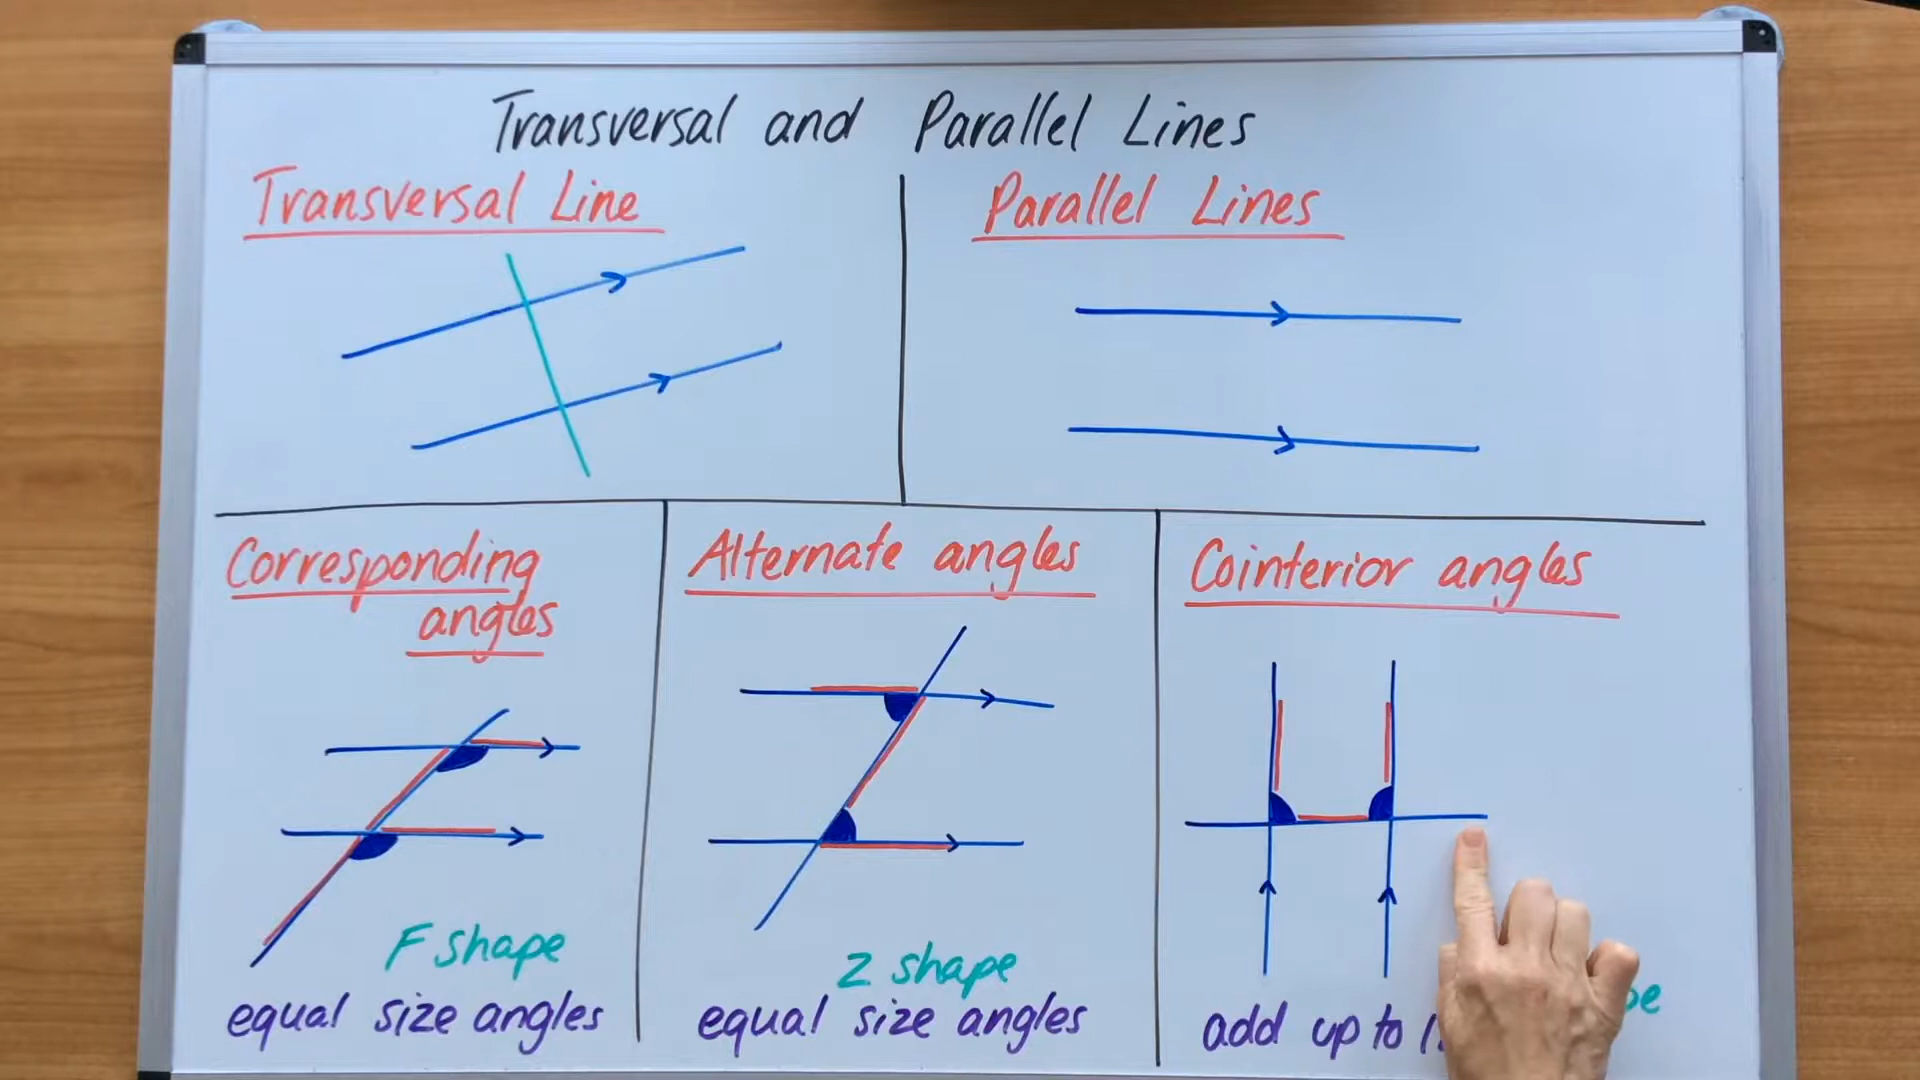 Transversal and Parallel Lines
Transversal Line
Parallel Lines
Corresponding
angles
F shape
equal size angles
Alternate angles
Z shape
equal size angles
Cointerior angles
add up to